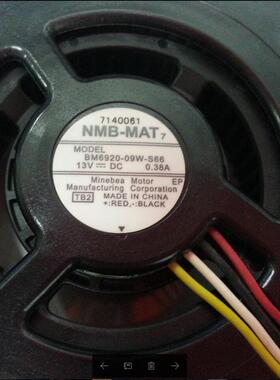 7140061
NMB-MAT 7
MODEL
BM6920-09W-S66
13V ⎓ DC 0.38A
Minebea Motor EP
Manufacturing Corporation
TB2 MADE IN CHINA
+:RED,-:BLACK